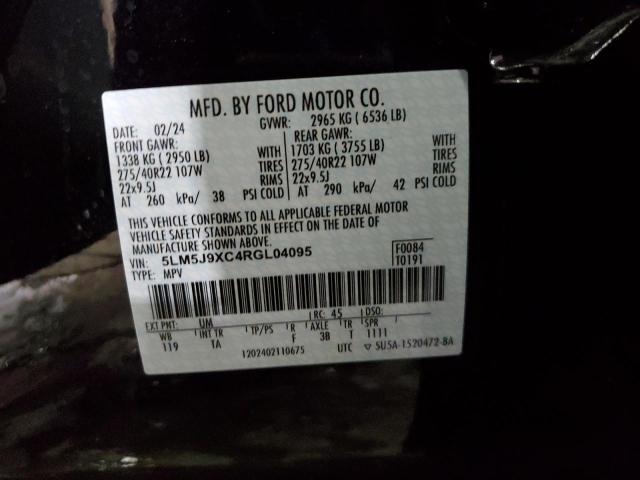 MFD. BY FORD MOTOR CO.
DATE: 02/24 GVWR: 2965 KG ( 6536 LB)
FRONT GAWR: REAR GAWR:
1338 KG ( 2950 LB) WITH 1703 KG ( 3755 LB) WITH
275/40R22 107W TIRES 275/40R22 107W TIRES
22x9.5J RIMS 22x9.5J RIMS
AT 260 kPa/ 38 PSI COLD AT 290 kPa/ 42 PSI COLD
THIS VEHICLE CONFORMS TO ALL APPLICABLE FEDERAL MOTOR
VEHICLE SAFETY STANDARDS IN EFFECT ON THE DATE OF
MANUFACTURE SHOWN ABOVE.
VIN: 5LM5J9XC4RGL04095 F0084
TYPE: MPV T0191
EXT PNT: UM RC: 45 DSO:
WB INT TR TP/PS R AXLE TR SPR
119 TA F 3B T 1111
1202402110675 UTC ▽ SU5A-1520472-BA